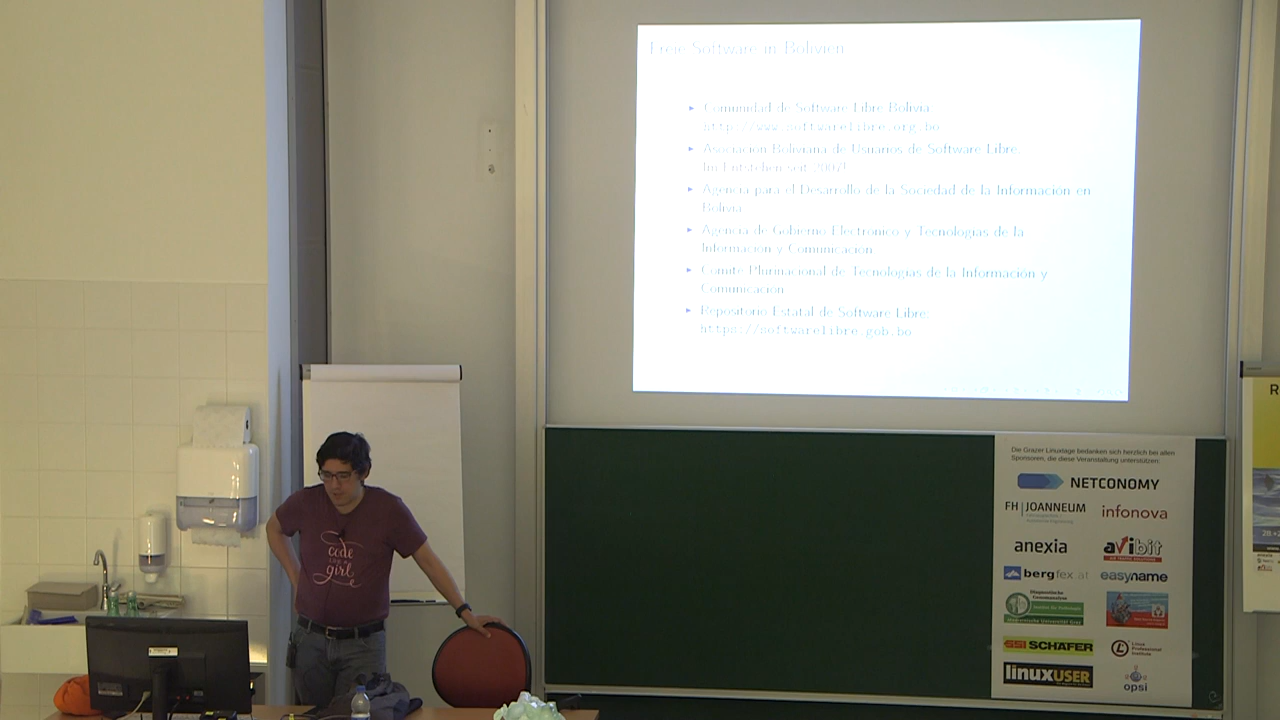 Freie Software in Bolivien
▸ Comunidad de Software Libre Bolivia:
http://www.softwarelibre.org.bo
▸ Asociación Boliviana de Usuarios de Software Libre:
Im Entstehen seit 2007!
▸ Agencia para el Desarrollo de la Sociedad de la Información en
Bolivia
▸ Agencia de Gobierno Electrónico y Tecnologías de la
Información y Comunicación
▸ Comité Plurinacional de Tecnologías de la Información y
Comunicación
▸ Repositorio Estatal de Software Libre:
https://softwarelibre.gob.bo
code
like a
girl
Die Grazer Linuxtage bedanken sich herzlich bei allen
Sponsoren, die diese Veranstaltung unterstützen:
NETCONOMY
FH JOANNEUM
infonova
anexia
avibit
bergfex.at
easyname
SSI SCHÄFER
Linux
Professional
Institute
linuxUSER
opsi
R